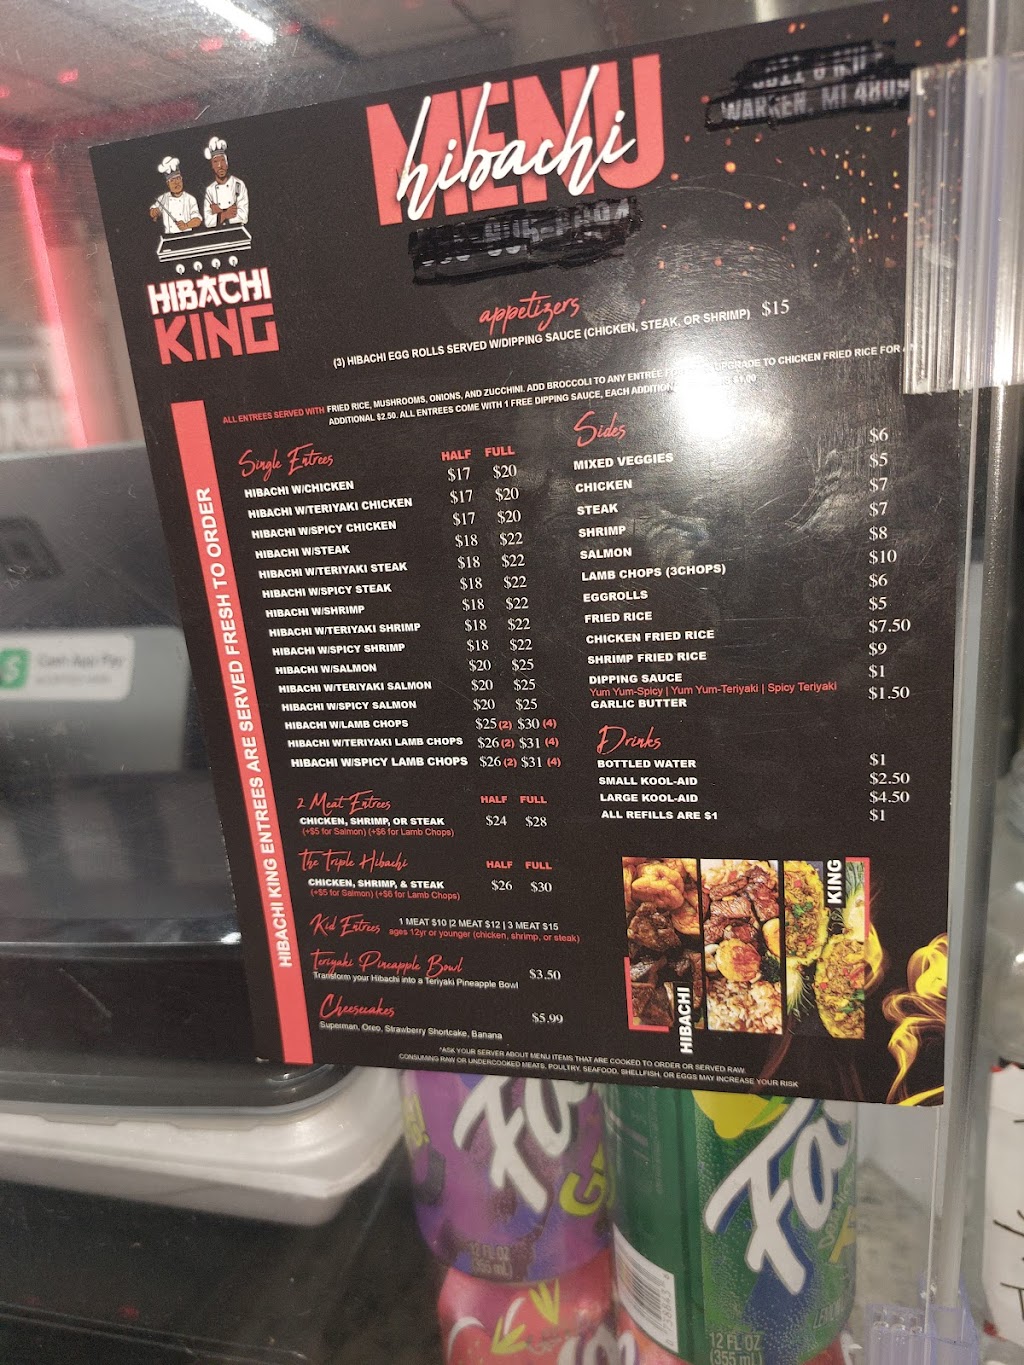 MENU
hibachi
WARREN, MI
HIBACHI
KING
appetizers
(3) HIBACHI EGG ROLLS SERVED W/DIPPING SAUCE (CHICKEN, STEAK, OR SHRIMP) $15
ALL ENTREES SERVED WITH FRIED RICE, MUSHROOMS, ONIONS, AND ZUCCHINI. ADD BROCCOLI TO ANY ENTREE UPGRADE TO CHICKEN FRIED RICE FOR
ADDITIONAL $2.50. ALL ENTREES COME WITH 1 FREE DIPPING SAUCE, EACH ADDITIONAL $1.00
HIBACHI KING ENTREES ARE SERVED FRESH TO ORDER
Single Entrees HALF FULL
HIBACHI W/CHICKEN $17 $20
HIBACHI W/TERIYAKI CHICKEN $17 $20
HIBACHI W/SPICY CHICKEN $17 $20
HIBACHI W/STEAK $18 $22
HIBACHI W/TERIYAKI STEAK $18 $22
HIBACHI W/SPICY STEAK $18 $22
HIBACHI W/SHRIMP $18 $22
HIBACHI W/TERIYAKI SHRIMP $18 $22
HIBACHI W/SPICY SHRIMP $18 $22
HIBACHI W/SALMON $20 $25
HIBACHI W/TERIYAKI SALMON $20 $25
HIBACHI W/SPICY SALMON $20 $25
HIBACHI W/LAMB CHOPS $25 (2) $30 (4)
HIBACHI W/TERIYAKI LAMB CHOPS $26 (2) $31 (4)
HIBACHI W/SPICY LAMB CHOPS $26 (2) $31 (4)
2 Meat Entrees HALF FULL
CHICKEN, SHRIMP, OR STEAK $24 $28
(+$5 for Salmon) (+$6 for Lamb Chops)
The Triple Hibachi HALF FULL
CHICKEN, SHRIMP, & STEAK $26 $30
(+$5 for Salmon) (+$6 for Lamb Chops)
Kid Entrees 1 MEAT $10 |2 MEAT $12 | 3 MEAT $15
ages 12yr or younger (chicken, shrimp, or steak)
Teriyaki Pineapple Bowl
Transform your Hibachi into a Teriyaki Pineapple Bowl $3.50
Cheesecakes
Superman, Oreo, Strawberry Shortcake, Banana $5.99
Sides
MIXED VEGGIES $6
CHICKEN $5
STEAK $7
SHRIMP $7
SALMON $8
LAMB CHOPS (3CHOPS) $10
EGGROLLS $6
FRIED RICE $5
CHICKEN FRIED RICE $7.50
SHRIMP FRIED RICE $9
DIPPING SAUCE $1
Yum Yum-Spicy | Yum Yum-Teriyaki | Spicy Teriyaki
GARLIC BUTTER $1.50
Drinks
BOTTLED WATER $1
SMALL KOOL-AID $2.50
LARGE KOOL-AID $4.50
ALL REFILLS ARE $1 $1
HIBACHI
KING
*ASK YOUR SERVER ABOUT MENU ITEMS THAT ARE COOKED TO ORDER OR SERVED RAW.
CONSUMING RAW OR UNDERCOOKED MEATS, POULTRY, SEAFOOD, SHELLFISH, OR EGGS MAY INCREASE YOUR RISK
Cash App Pay
12 FL OZ
(355 mL)
12 FL OZ
(355 mL)